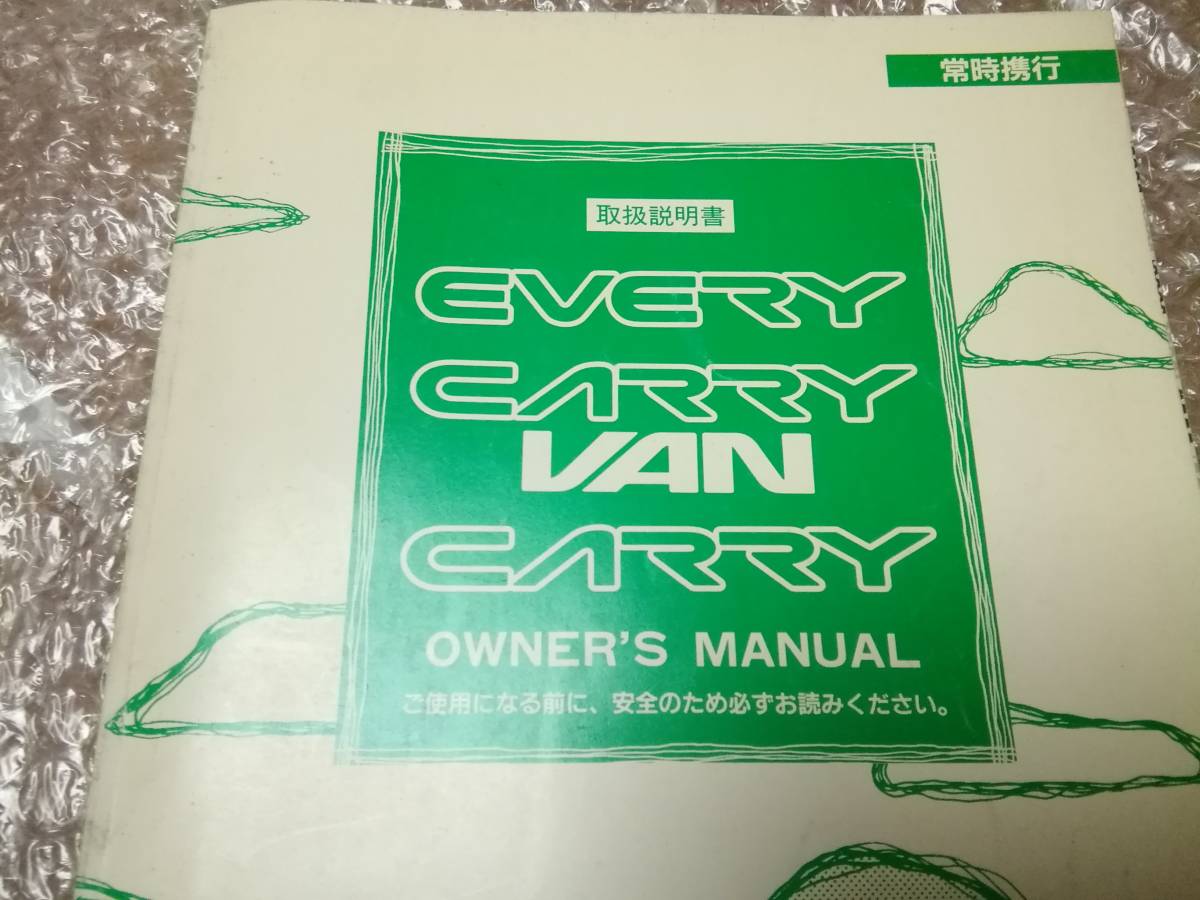 常時携行
取扱説明書
EVERY
CARRY
VAN
CARRY
OWNER'S MANUAL
ご使用になる前に、安全のため必ずお読みください。